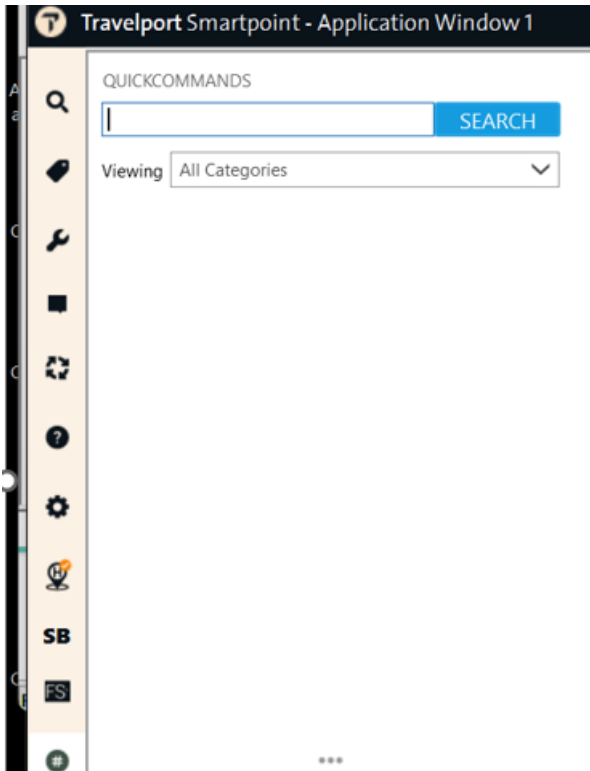 Travelport Smartpoint - Application Window 1
QUICKCOMMANDS
SEARCH
Viewing All Categories
?
H
SB
FS
#